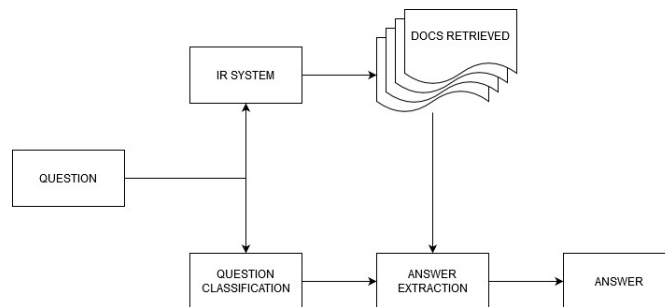 DOCS RETRIEVED
IR SYSTEM
QUESTION
QUESTION
CLASSIFICATION
ANSWER
EXTRACTION
ANSWER